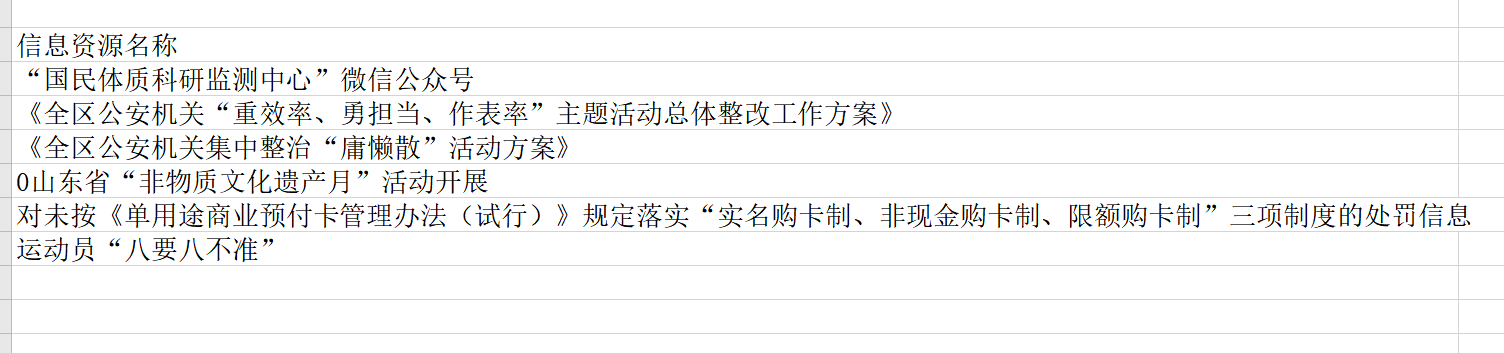 信息资源名称
“国民体质科研监测中心”微信公众号
《全区公安机关“重效率、勇担当、作表率”主题活动总体整改工作方案》
《全区公安机关集中整治“庸懒散”活动方案》
0山东省“非物质文化遗产月”活动开展
对未按《单用途商业预付卡管理办法（试行）》规定落实“实名购卡制、非现金购卡制、限额购卡制”三项制度的处罚信息
运动员“八要八不准”